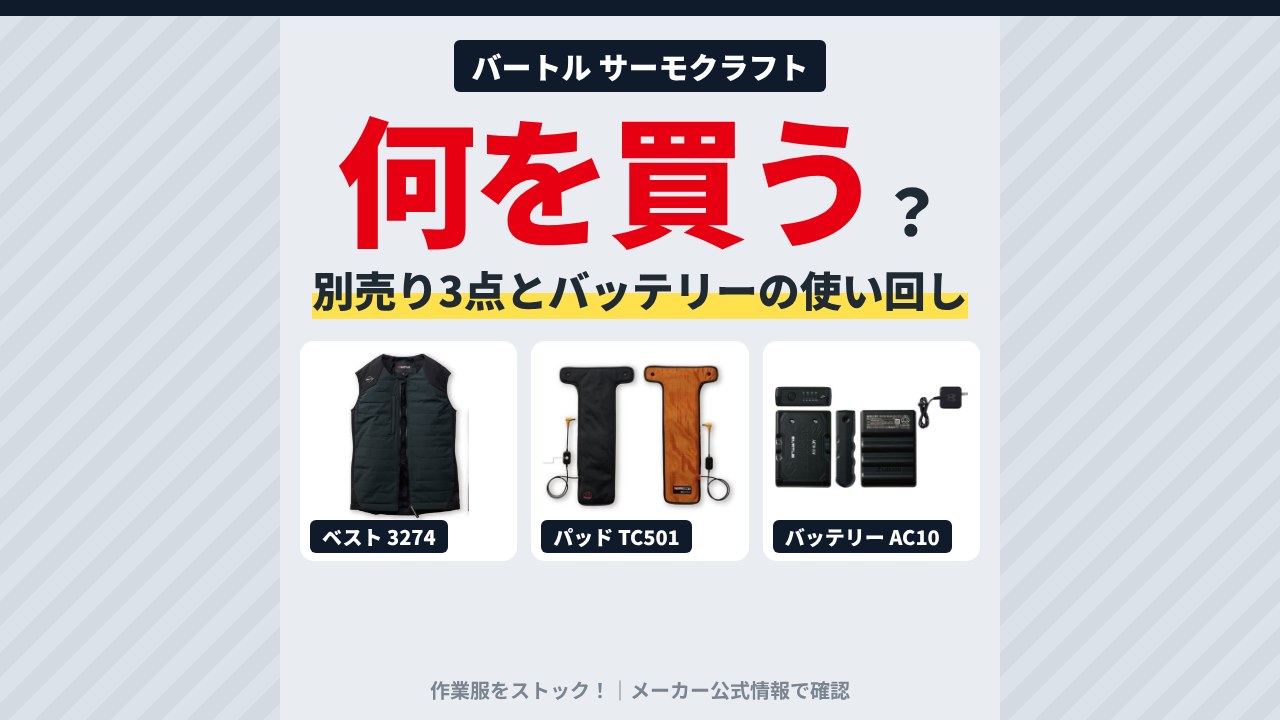 バートル サーモクラフト
何を買う?
別売り3点とバッテリーの使い回し
ベスト 3274
パッド TC501
バッテリー AC10
作業服をストック！｜メーカー公式情報で確認